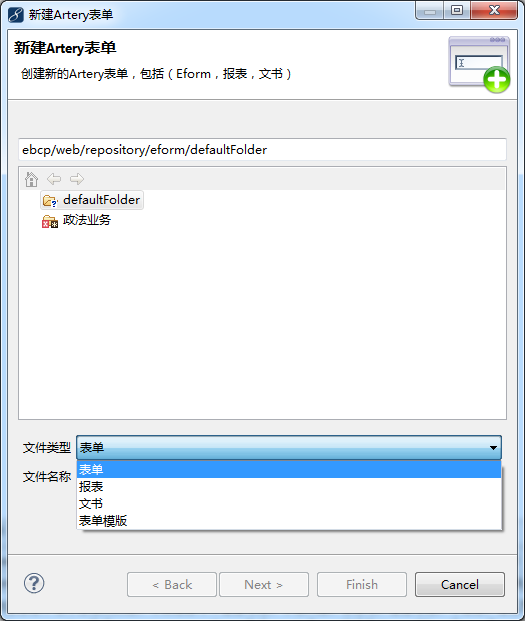 新建Artery表单
新建Artery表单
创建新的Artery表单，包括（Eform，报表，文书）
ebcp/web/repository/eform/defaultFolder
defaultFolder
政法业务
文件类型 表单
文件名称
表单
报表
文书
表单模版
< Back Next > Finish Cancel